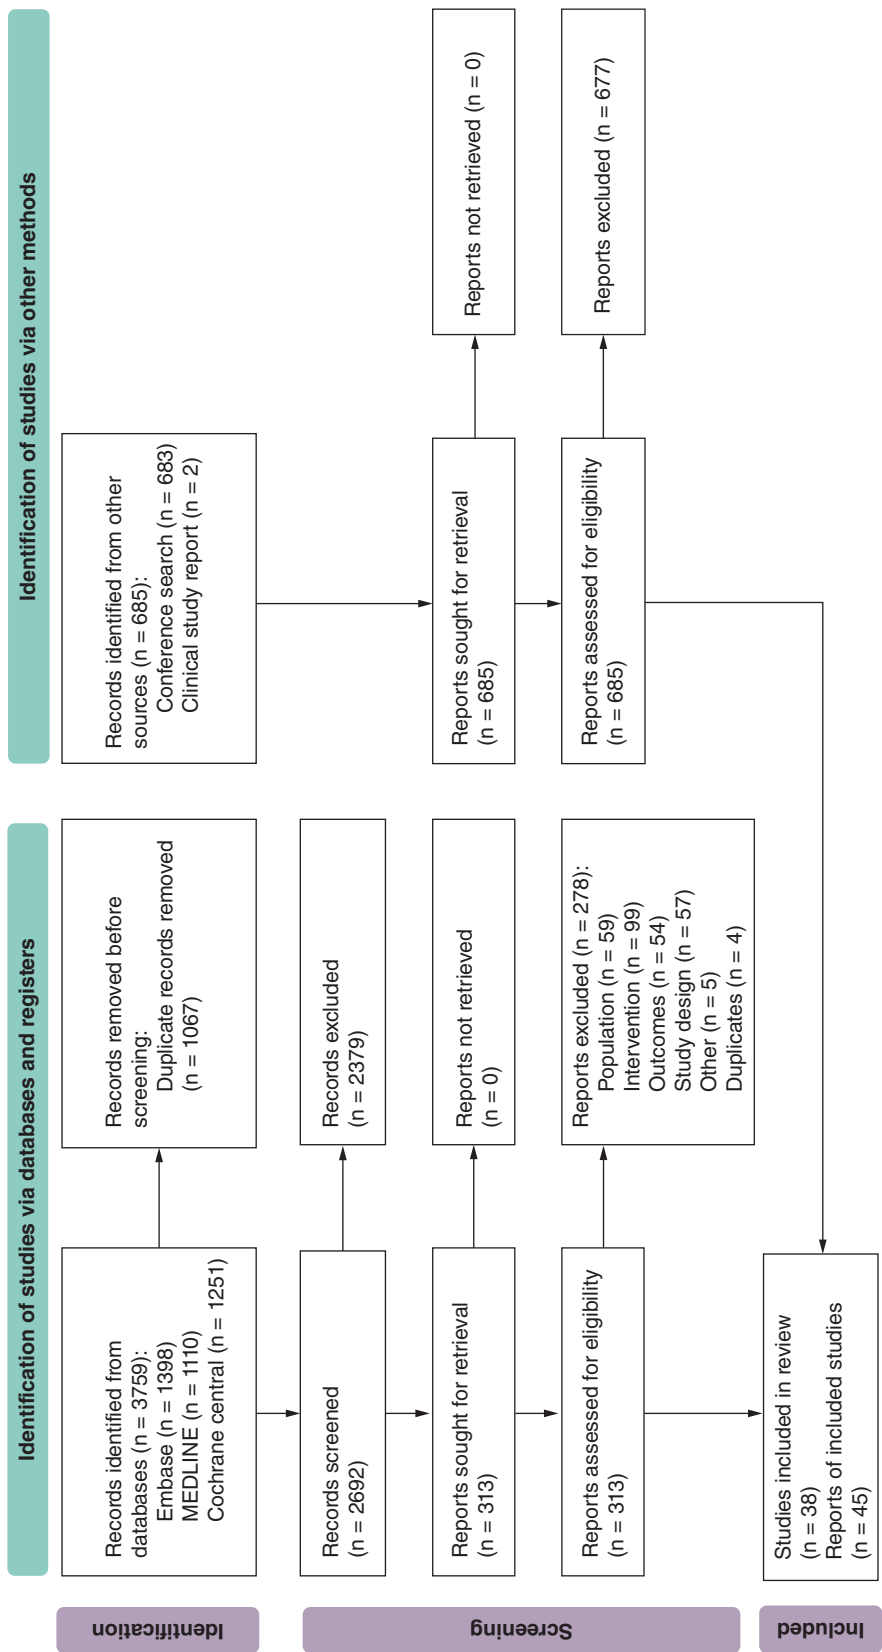 Identification of studies via databases and registers
Identification of studies via other methods
Identification
Records identified from
databases (n = 3759):
Embase (n = 1398)
MEDLINE (n = 1110)
Cochrane central (n = 1251)
Records removed before
screening:
Duplicate records removed
(n = 1067)
Records identified from other
sources (n = 685):
Conference search (n = 683)
Clinical study report (n = 2)
Screening
Records screened
(n = 2692)
Records excluded
(n = 2379)
Reports sought for retrieval
(n = 313)
Reports not retrieved
(n = 0)
Reports sought for retrieval
(n = 685)
Reports not retrieved (n = 0)
Reports assessed for eligibility
(n = 313)
Reports excluded (n = 278):
Population (n = 59)
Intervention (n = 99)
Outcomes (n = 54)
Study design (n = 57)
Other (n = 5)
Duplicates (n = 4)
Reports assessed for eligibility
(n = 685)
Reports excluded (n = 677)
Included
Studies included in review
(n = 38)
Reports of included studies
(n = 45)